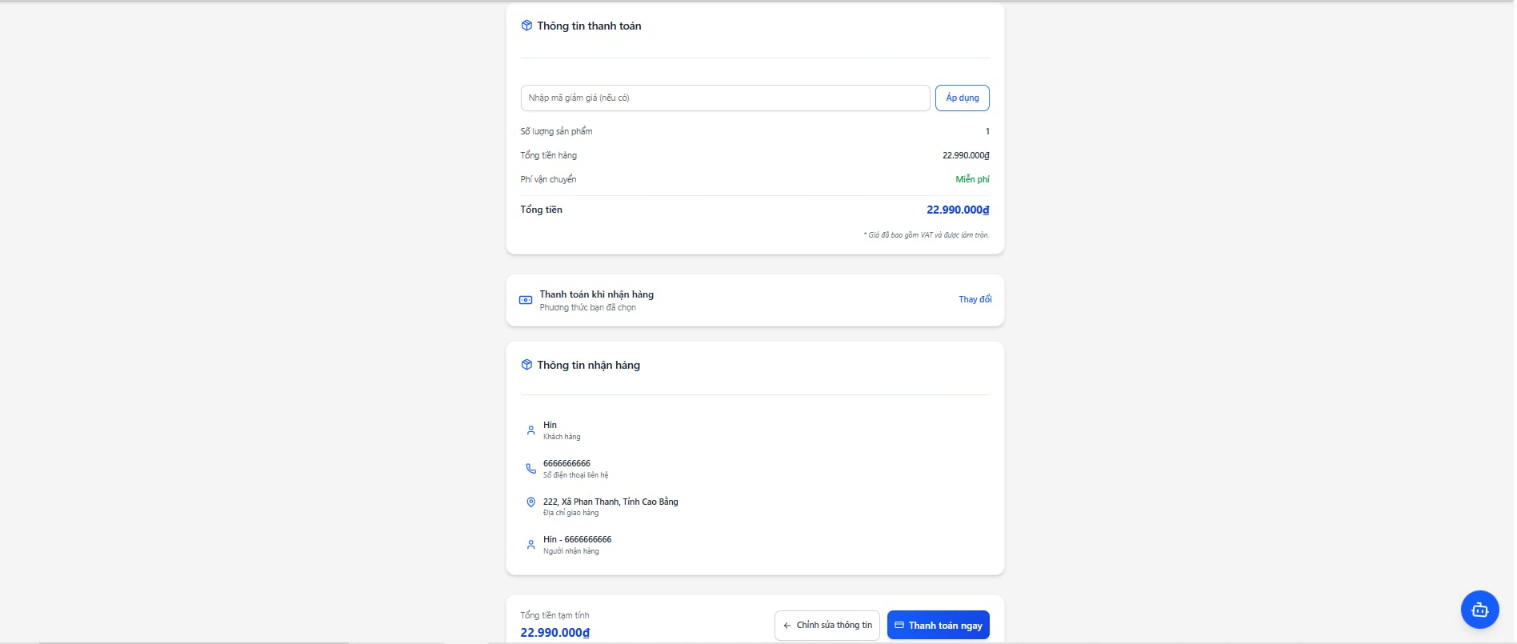 Thông tin thanh toán
Nhập mã giảm giá (nếu có)
Áp dụng
Số lượng sản phẩm 1
Tổng tiền hàng 22.990.000₫
Phí vận chuyển Miễn phí
Tổng tiền 22.990.000₫
* Giá đã bao gồm VAT và được làm tròn.
Thanh toán khi nhận hàng
Phương thức bạn đã chọn
Thay đổi
Thông tin nhận hàng
Hin
Khách hàng
6666666666
Số điện thoại liên hệ
222, Xã Phan Thanh, Tỉnh Cao Bằng
Địa chỉ giao hàng
Hin - 6666666666
Người nhận hàng
Tổng tiền tạm tính
22.990.000₫
← Chỉnh sửa thông tin
Thanh toán ngay